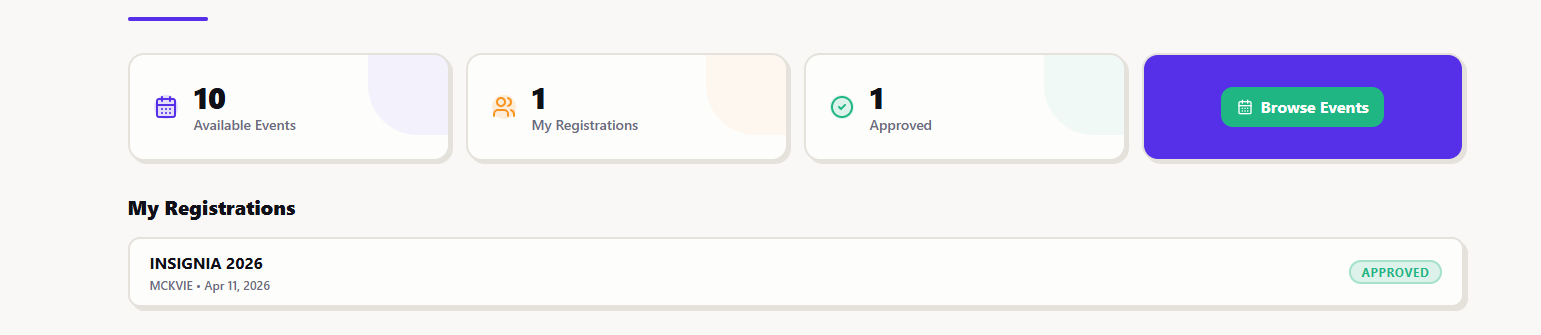 10
Available Events
1
My Registrations
1
Approved
Browse Events
My Registrations
INSIGNIA 2026
MCKVIE • Apr 11, 2026
APPROVED